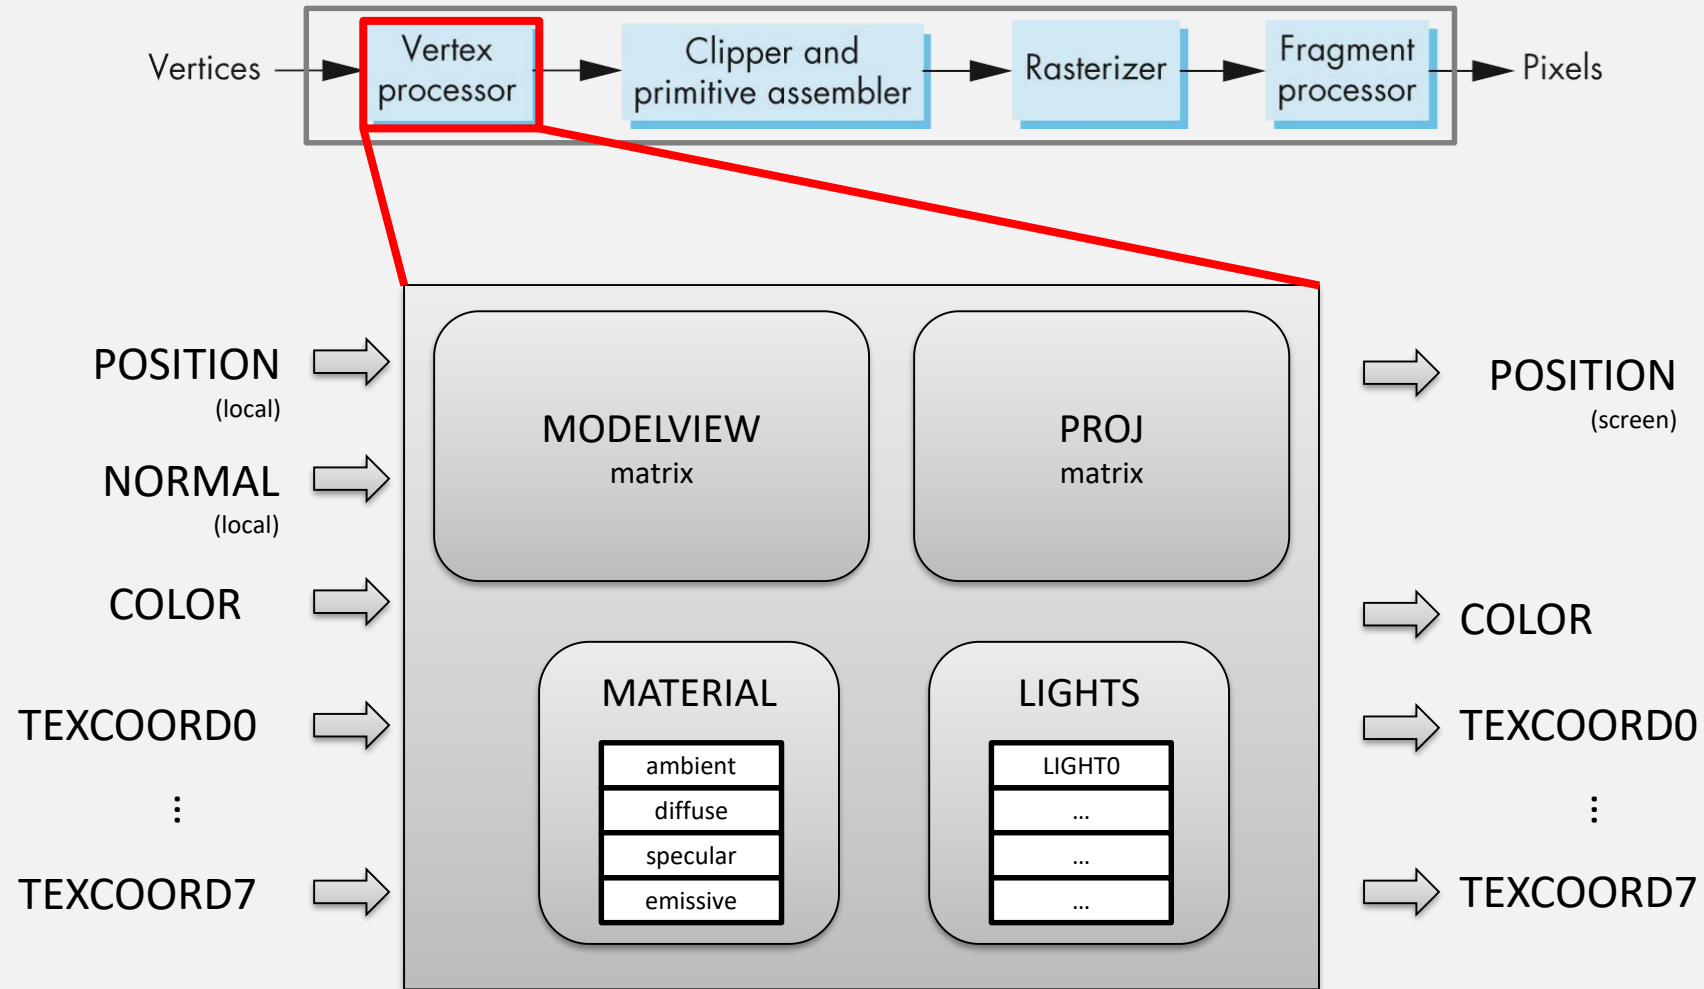 Vertices
Vertex
processor
Clipper and
primitive assembler
Rasterizer
Fragment
processor
Pixels
POSITION
(local)
NORMAL
(local)
COLOR
TEXCOORD0
...
TEXCOORD7
MODELVIEW
matrix
PROJ
matrix
MATERIAL
ambient
diffuse
specular
emissive
LIGHTS
LIGHT0
...
...
...
POSITION
(screen)
COLOR
TEXCOORD0
...
TEXCOORD7